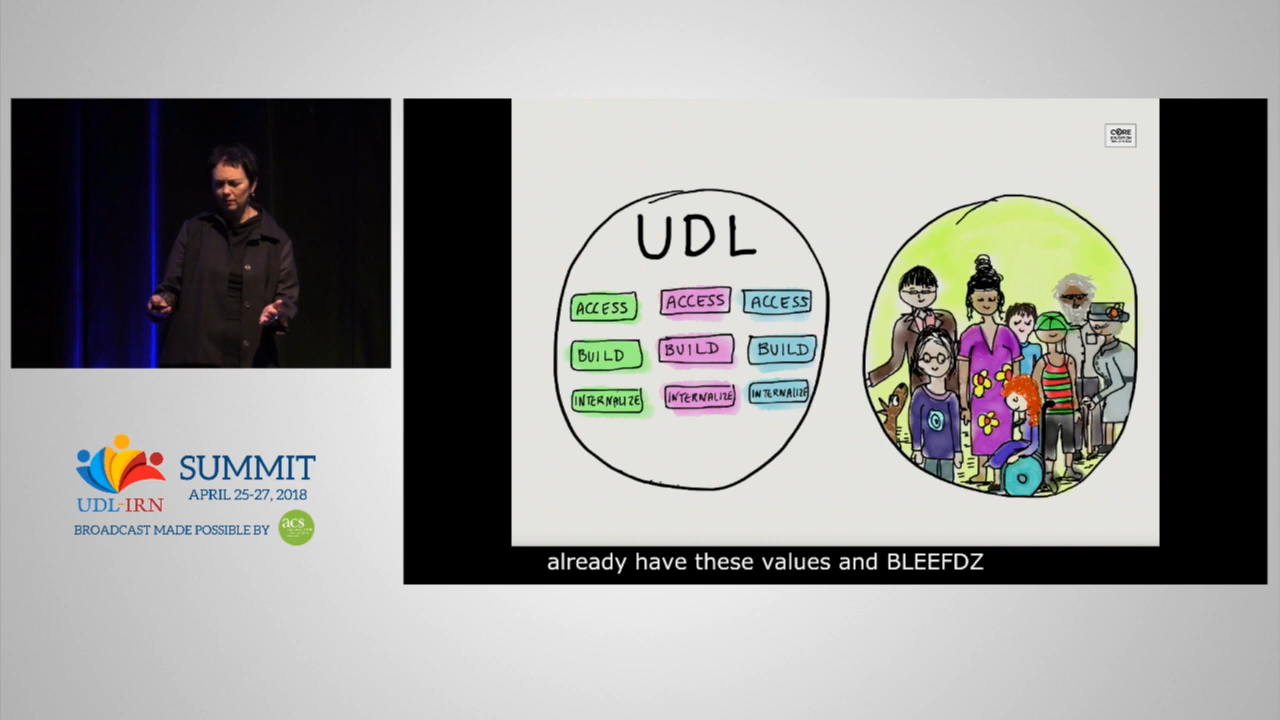 CORE
UDL
ACCESS ACCESS ACCESS
BUILD BUILD BUILD
INTERNALIZE INTERNALIZE INTERNALIZE
already have these values and BLEEFDZ
SUMMIT
APRIL 25-27, 2018
UDL-IRN
BROADCAST MADE POSSIBLE BY acs